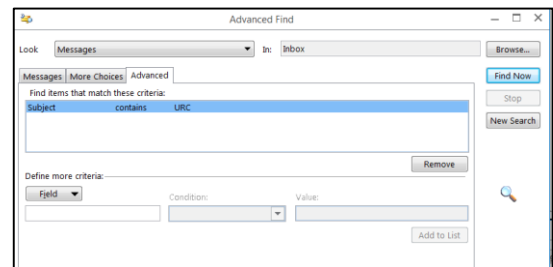 Advanced Find
Look Messages In: Inbox Browse...
Messages More Choices Advanced Find Now
Find items that match these criteria: Stop
Subject contains URC
New Search
Remove
Define more criteria:
Field Condition: Value:
Add to List